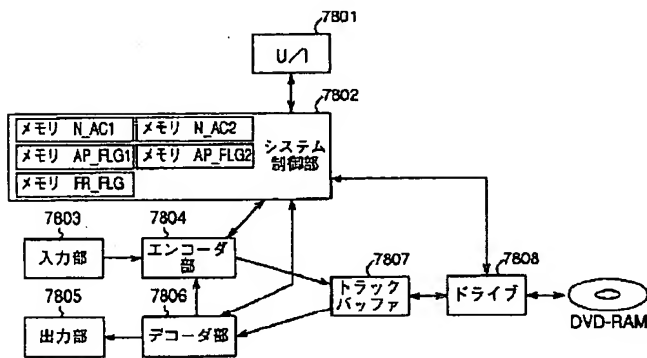 7801
U/I
7802
メモリ N_AC1
メモリ N_AC2
メモリ AP_FLG1
メモリ AP_FLG2
メモリ FR_FLG
システム
制御部
7803
入力部
7804
エンコーダ
部
7805
出力部
7806
デコーダ部
7807
トラック
バッファ
7808
ドライブ
DVD-RAM